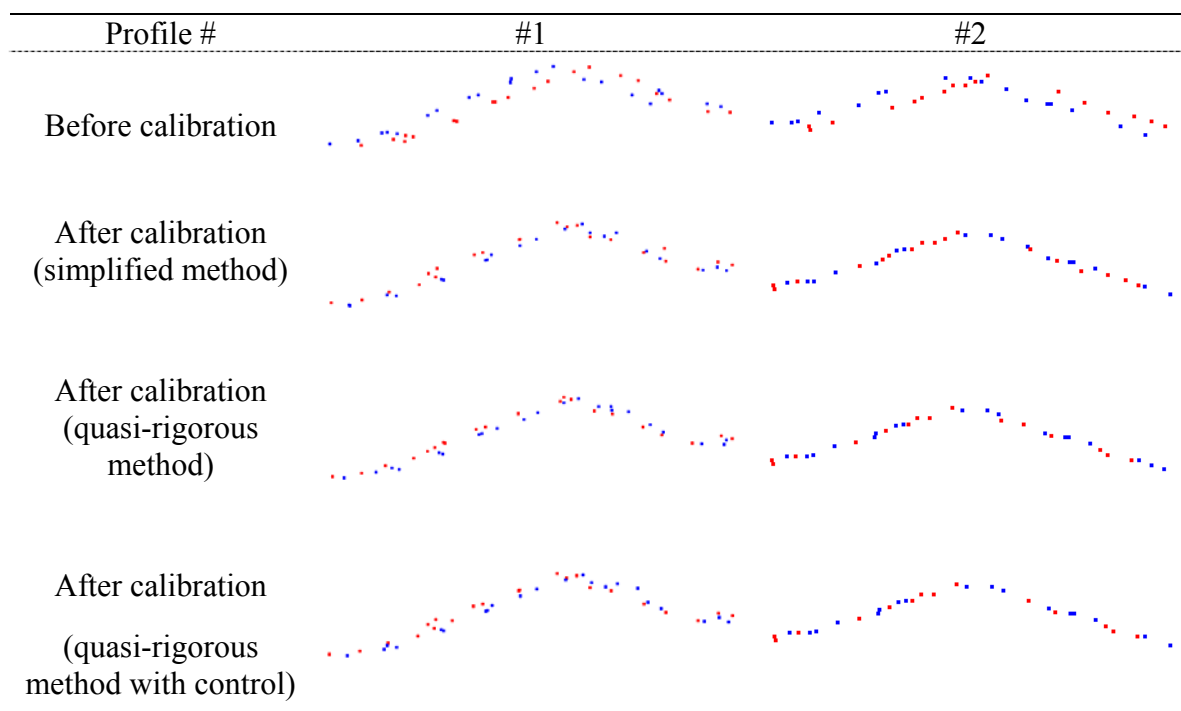 Profile # #1 #2
Before calibration
After calibration
(simplified method)
After calibration
(quasi-rigorous
method)
After calibration
(quasi-rigorous
method with control)